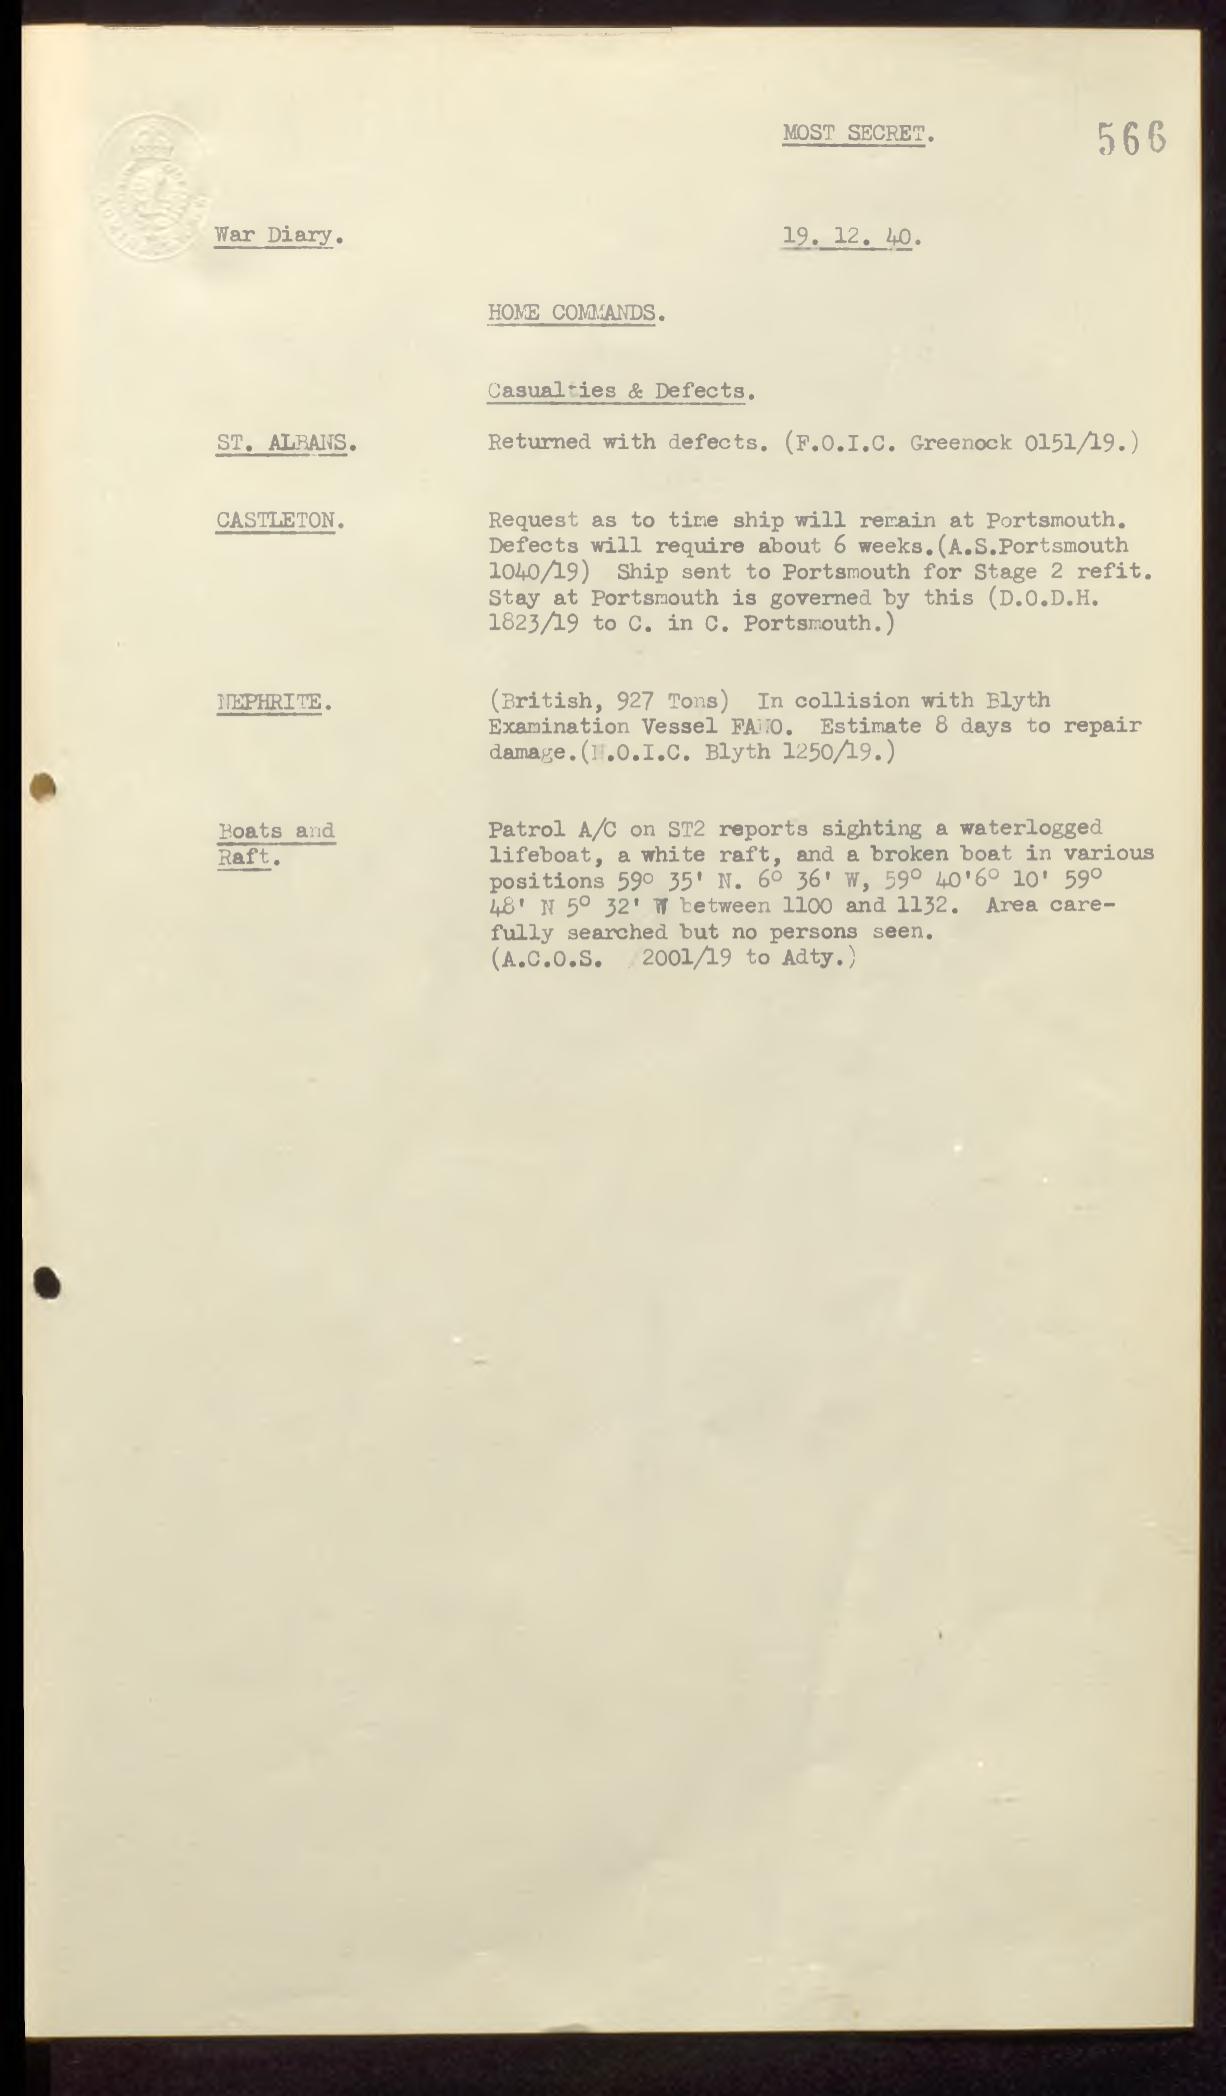 MOST SECRET.
566
War Diary.
19. 12. 40.
HOME COMMANDS.
Casualties & Defects.
ST. ALBANS.
Returned with defects. (F.O.I.C. Greenock 0151/19.)
CASTLETON.
Request as to time ship will remain at Portsmouth.
Defects will require about 6 weeks.(A.S.Portsmouth
1040/19) Ship sent to Portsmouth for Stage 2 refit.
Stay at Portsmouth is governed by this (D.O.D.H.
1823/19 to C. in C. Portsmouth.)
NEPHRITE.
(British, 927 Tons) In collision with Blyth
Examination Vessel Estimate 8 days to repair
damage.(N.O.I.C. Blyth 1250/19.)
Boats and
Raft.
Patrol A/C on ST2 reports sighting a waterlogged
lifeboat, a white raft, and a broken boat in various
positions 59° 35' N. 6° 36' W, 59° 40'6° 10' 59°
48' N 5° 32' W between 1100 and 1132. Area care-
fully searched but no persons seen.
(A.C.O.S. 2001/19 to Adty.)